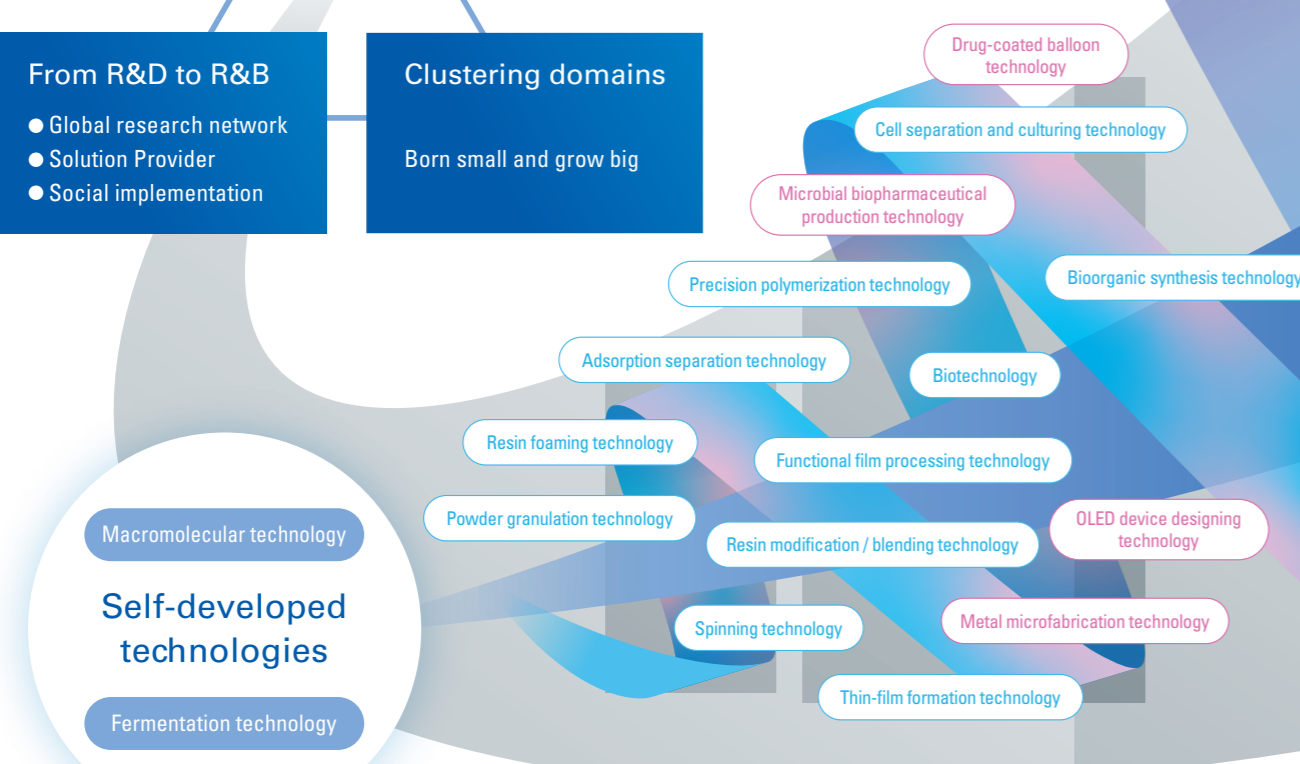 From R&D to R&B
● Global research network
● Solution Provider
● Social implementation
Clustering domains
Born small and grow big
Drug-coated balloon
technology
Cell separation and culturing technology
Microbial biopharmaceutical
production technology
Precision polymerization technology
Bioorganic synthesis technology
Adsorption separation technology
Biotechnology
Resin foaming technology
Functional film processing technology
Powder granulation technology
Resin modification / blending technology
OLED device designing
technology
Spinning technology
Metal microfabrication technology
Thin-film formation technology
Macromolecular technology
Self-developed
technologies
Fermentation technology